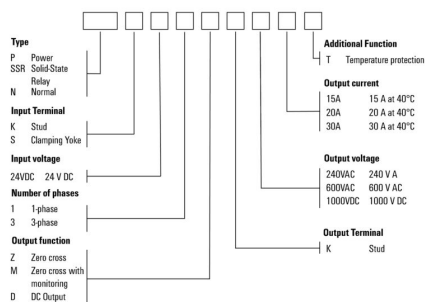 Type
P Power
SSR Solid-State
Relay
N Normal
Input Terminal
K Stud
S Clamping Yoke
Input voltage
24VDC 24 V DC
Number of phases
1 1-phase
3 3-phase
Output function
Z Zero cross
M Zero cross with
monitoring
D DC Output
Additional Function
T Temperature protection
Output current
15A 15 A at 40°C
20A 20 A at 40°C
30A 30 A at 40°C
Output voltage
240VAC 240 V A
600VAC 600 V AC
1000VDC 1000 V DC
Output Terminal
K Stud